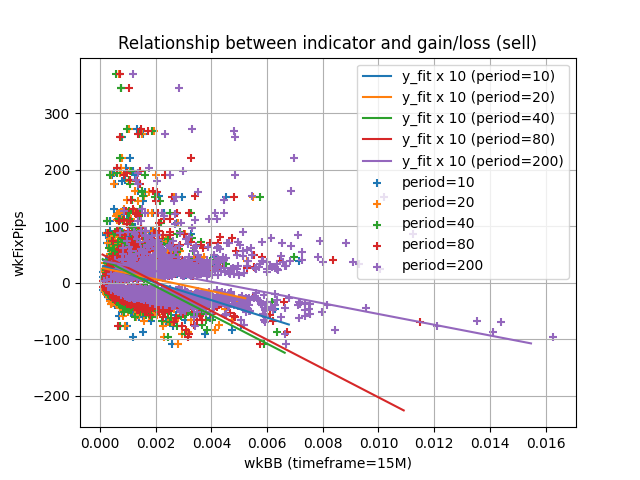 Relationship between indicator and gain/loss (sell)
y_fit x 10 (period=10)
y_fit x 10 (period=20)
y_fit x 10 (period=40)
y_fit x 10 (period=80)
y_fit x 10 (period=200)
period=10
period=20
period=40
period=80
period=200
wkFixPips
300
200
100
0
−100
−200
0.000 0.002 0.004 0.006 0.008 0.010 0.012 0.014 0.016
wkBB (timeframe=15M)